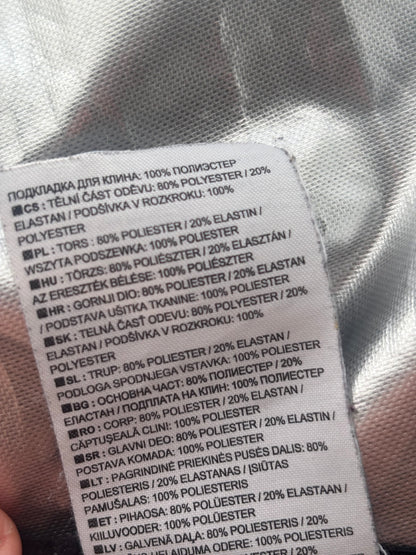 ПОДКЛАДКА ДЛЯ КЛИНА: 100% ПОЛИЭСТЕР
CS : TĚLNÍ ČÁST ODĚVU: 80% POLYESTER / 20%
ELASTAN / PODŠÍVKA V ROZKROKU: 100%
POLYESTER
PL : TORS : 80% POLIESTER / 20% ELASTIN /
WSZYTA PODSZEWKA: 100% POLIESTER
HU : TÖRZS: 80% POLIÉSZTER / 20% ELASZTÁN /
AZ ERESZTÉK BÉLÉSE: 100% POLIÉSZTER
HR : GORNJI DIO: 80% POLIESTER / 20% ELASTAN
/ PODSTAVA UŠITKA TKANINE: 100% POLIESTER
SK : TELNÁ ČASŤ ODEVU: 80% POLYESTER / 20%
ELASTAN / PODŠÍVKA V ROZKROKU: 100%
POLYESTER
SL : TRUP: 80% POLIESTER / 20% ELASTAN /
PODLOGA SPODNJEGA VSTAVKA: 100% POLIESTER
BG : ОСНОВНА ЧАСТ: 80% ПОЛИЕСТЕР / 20%
ЕЛАСТАН / ПОДПЛАТА НА КЛИН: 100% ПОЛИЕСТЕР
RO : CORP: 80% POLIESTER / 20% ELASTAN /
CĂPTUŞEALĂ CLINI: 100% POLIESTER
SR : GLAVNI DEO: 80% POLIESTER / 20% ELASTIN /
POSTAVA KOMADA: 100% POLIESTER
LT : PAGRINDINĖ PRIEKINĖS PUSĖS DALIS: 80%
POLIESTERIS / 20% ELASTANAS / ĮSIŪTAS
PAMUŠALAS: 100% POLIESTERIS
ET : PIHAOSA: 80% POLÜESTER / 20% ELASTAAN /
KIILUVOODER: 100% POLÜESTER
LV : GALVENĀ DAĻA: 80% POLIESTERIS / 20%
HELAIDUMA ODERE: 100% POLIESTERIS